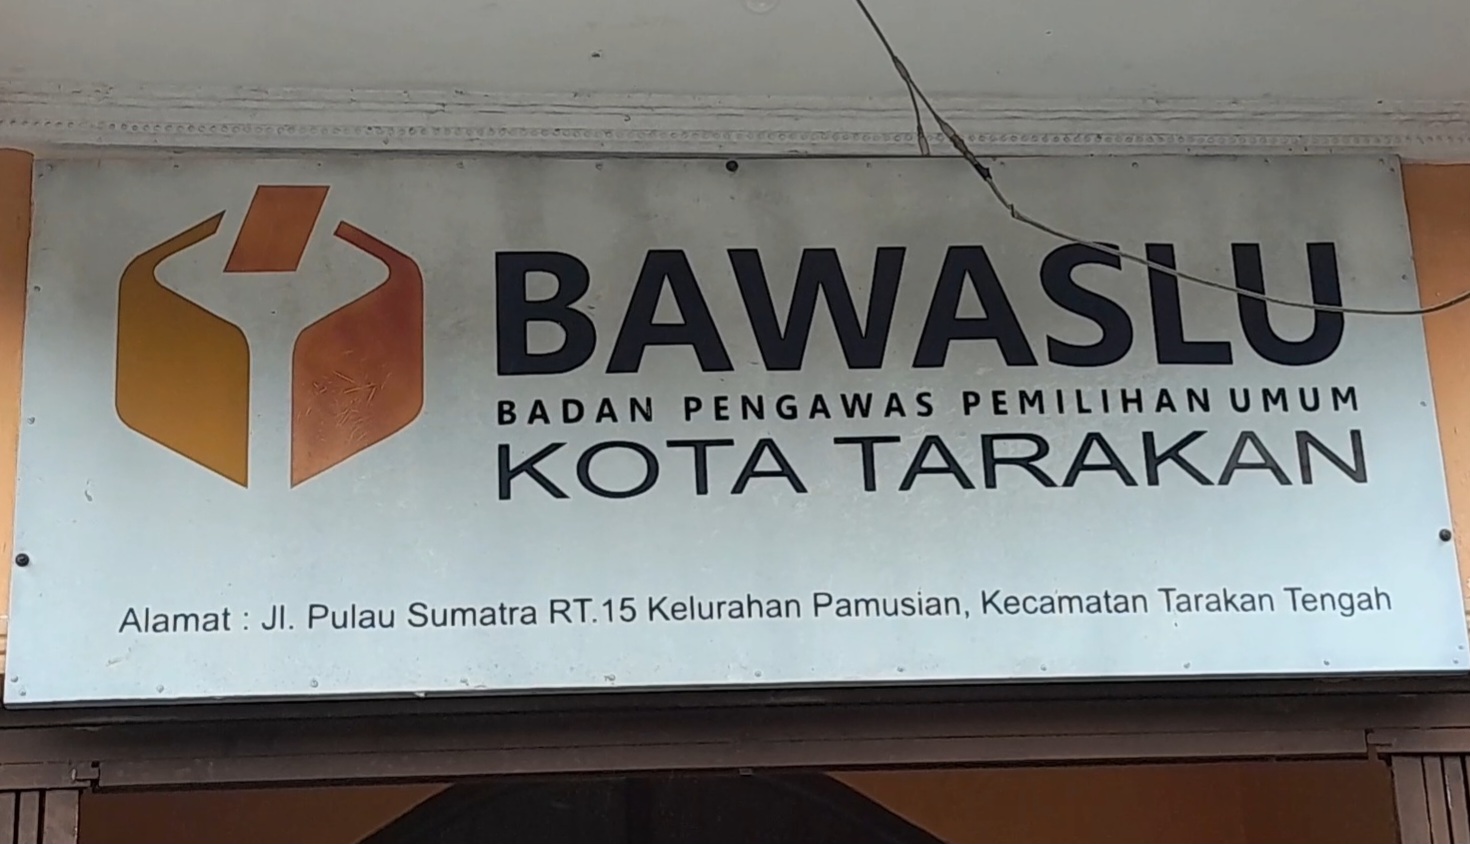 BAWASLU
BADAN PENGAWAS PEMILIHAN UMUM
KOTA TARAKAN
Alamat : Jl. Pulau Sumatra RT.15 Kelurahan Pamusian, Kecamatan Tarakan Tengah